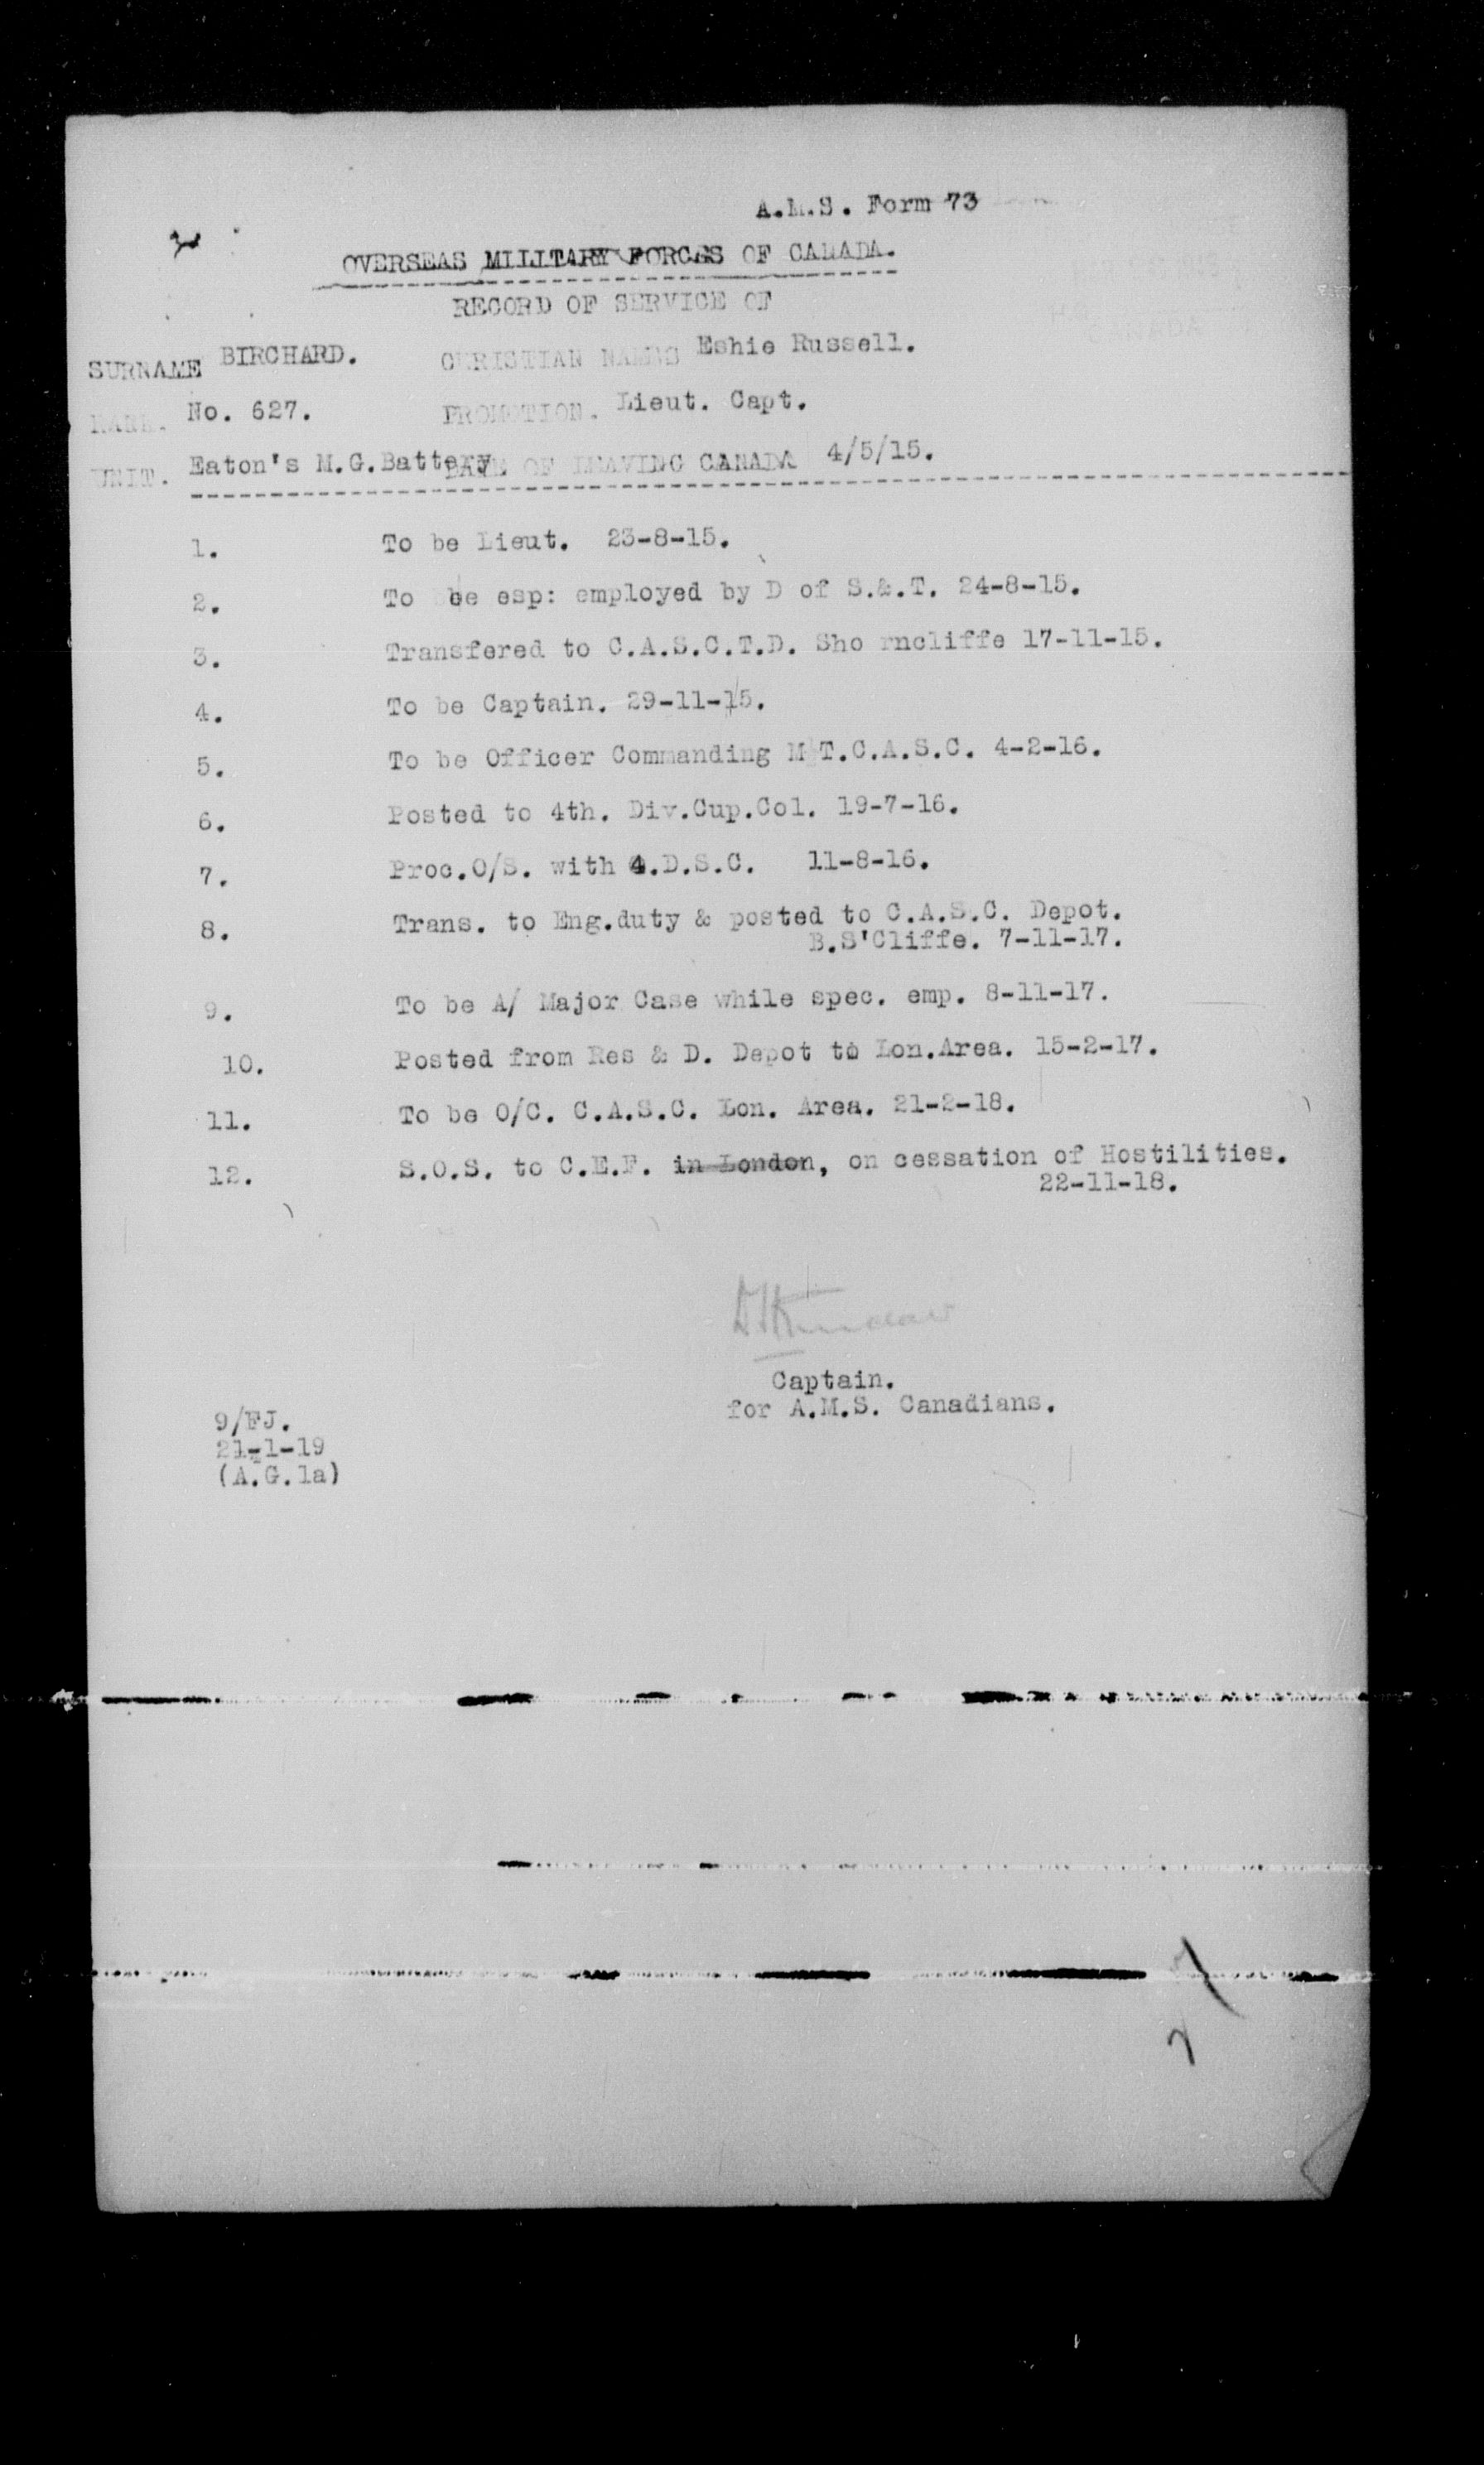 A.M.S. Form 73
OVERSEAS MILITARY FORCES OF CANADA.
RECORD OF SERVICE OF
SURNAME BIRCHARD. CHRISTIAN NAMES Eshie Russell.
RANK. No. 627. PROMOTION. Lieut. Capt.
UNIT. Eaton's M.G.Battery DATE OF LEAVING CANADA 4/5/15.
1. To be Lieut. 23-8-15.
2. To be esp: employed by D of S.&.T. 24-8-15.
3. Transfered to C.A.S.C.T.D. Sho rncliffe 17-11-15.
4. To be Captain. 29-11-15.
5. To be Officer Commanding M T.C.A.S.C. 4-2-16.
6. Posted to 4th. Div.Cup.Col. 19-7-16.
7. Proc.O/S. with 4.D.S.C. 11-8-16.
8. Trans. to Eng.duty & posted to C.A.S.C. Depot.
B.S'Cliffe. 7-11-17.
9. To be A/ Major Case while spec. emp. 8-11-17.
10. Posted from Res & D. Depot to Lon.Area. 15-2-17.
11. To be O/C. C.A.S.C. Lon. Area. 21-2-18.
12. S.O.S. to C.E.F. in London, on cessation of Hostilities.
22-11-18.
Captain.
for A.M.S. Canadians.
9/FJ.
21-1-19
(A.G.1a)